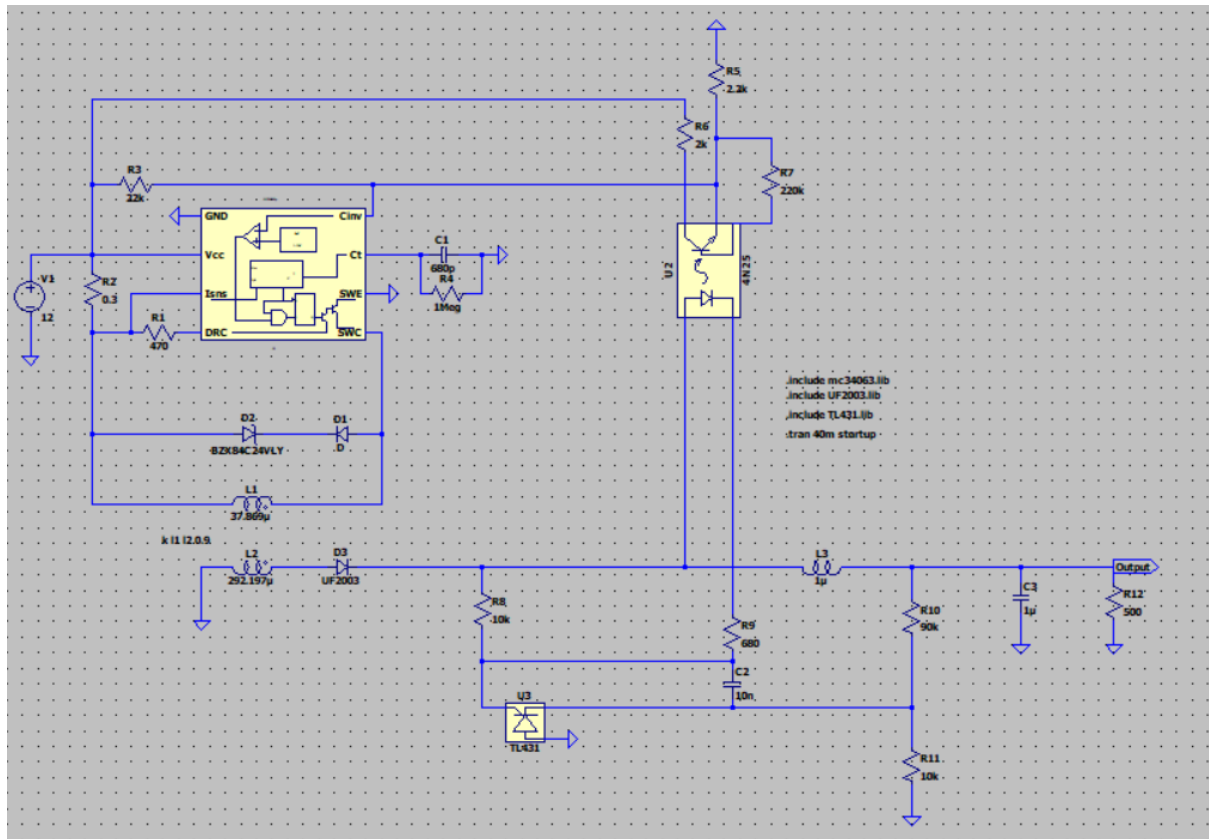 R5
2.2k
R6
2k
R3
22k
R7
220k
GND
Cinv
Vcc
Ct
Isns
SWE
DRC
SWC
C1
680p
R4
1Meg
V1
12
R2
0.3
R1
470
U2
4N25
.include mc34063.lib
.include UF2003.lib
.include TL431.lib
.tran 40m startup
D2
BZX84C24VLY
D1
D
L1
37.869µ
k l1 l2 0.9
L2
292.197µ
D3
UF2003
L3
1µ
Output
R8
10k
R9
680
R10
90k
C3
1µ
R12
500
C2
10n
U3
TL431
R11
10k